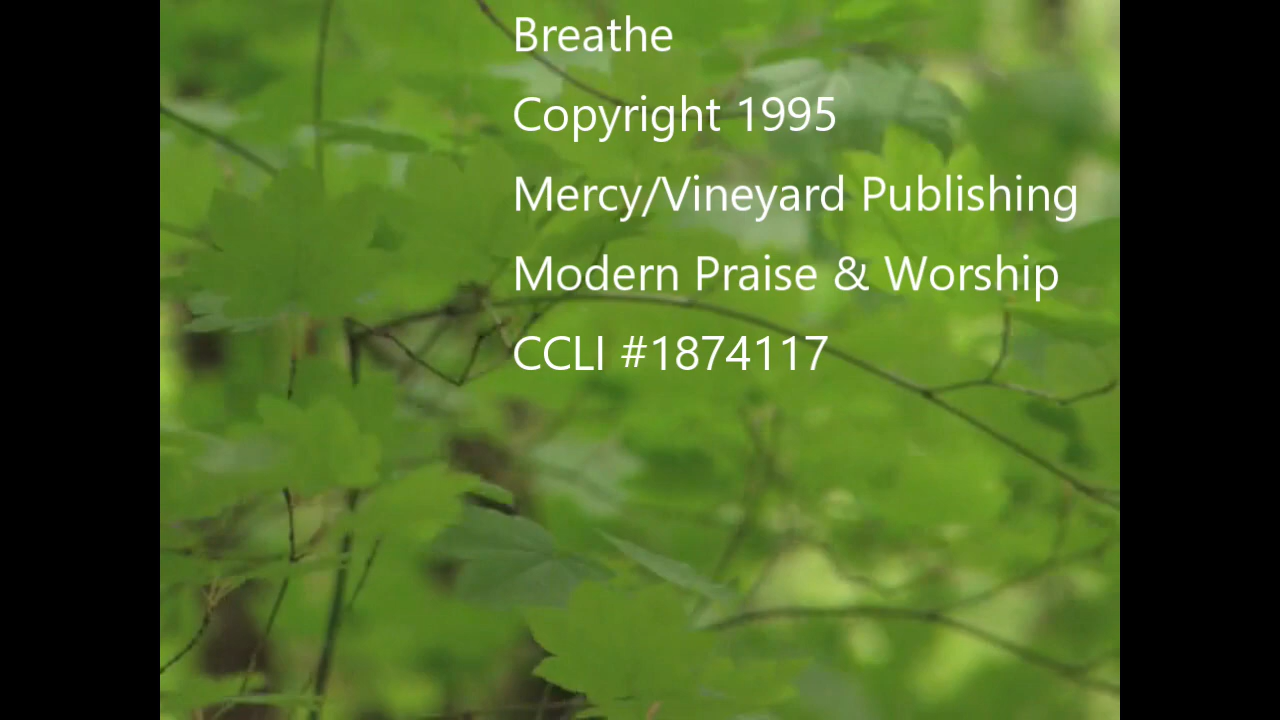 Breathe
Copyright 1995
Mercy/Vineyard Publishing
Modern Praise & Worship
CCLI #1874117